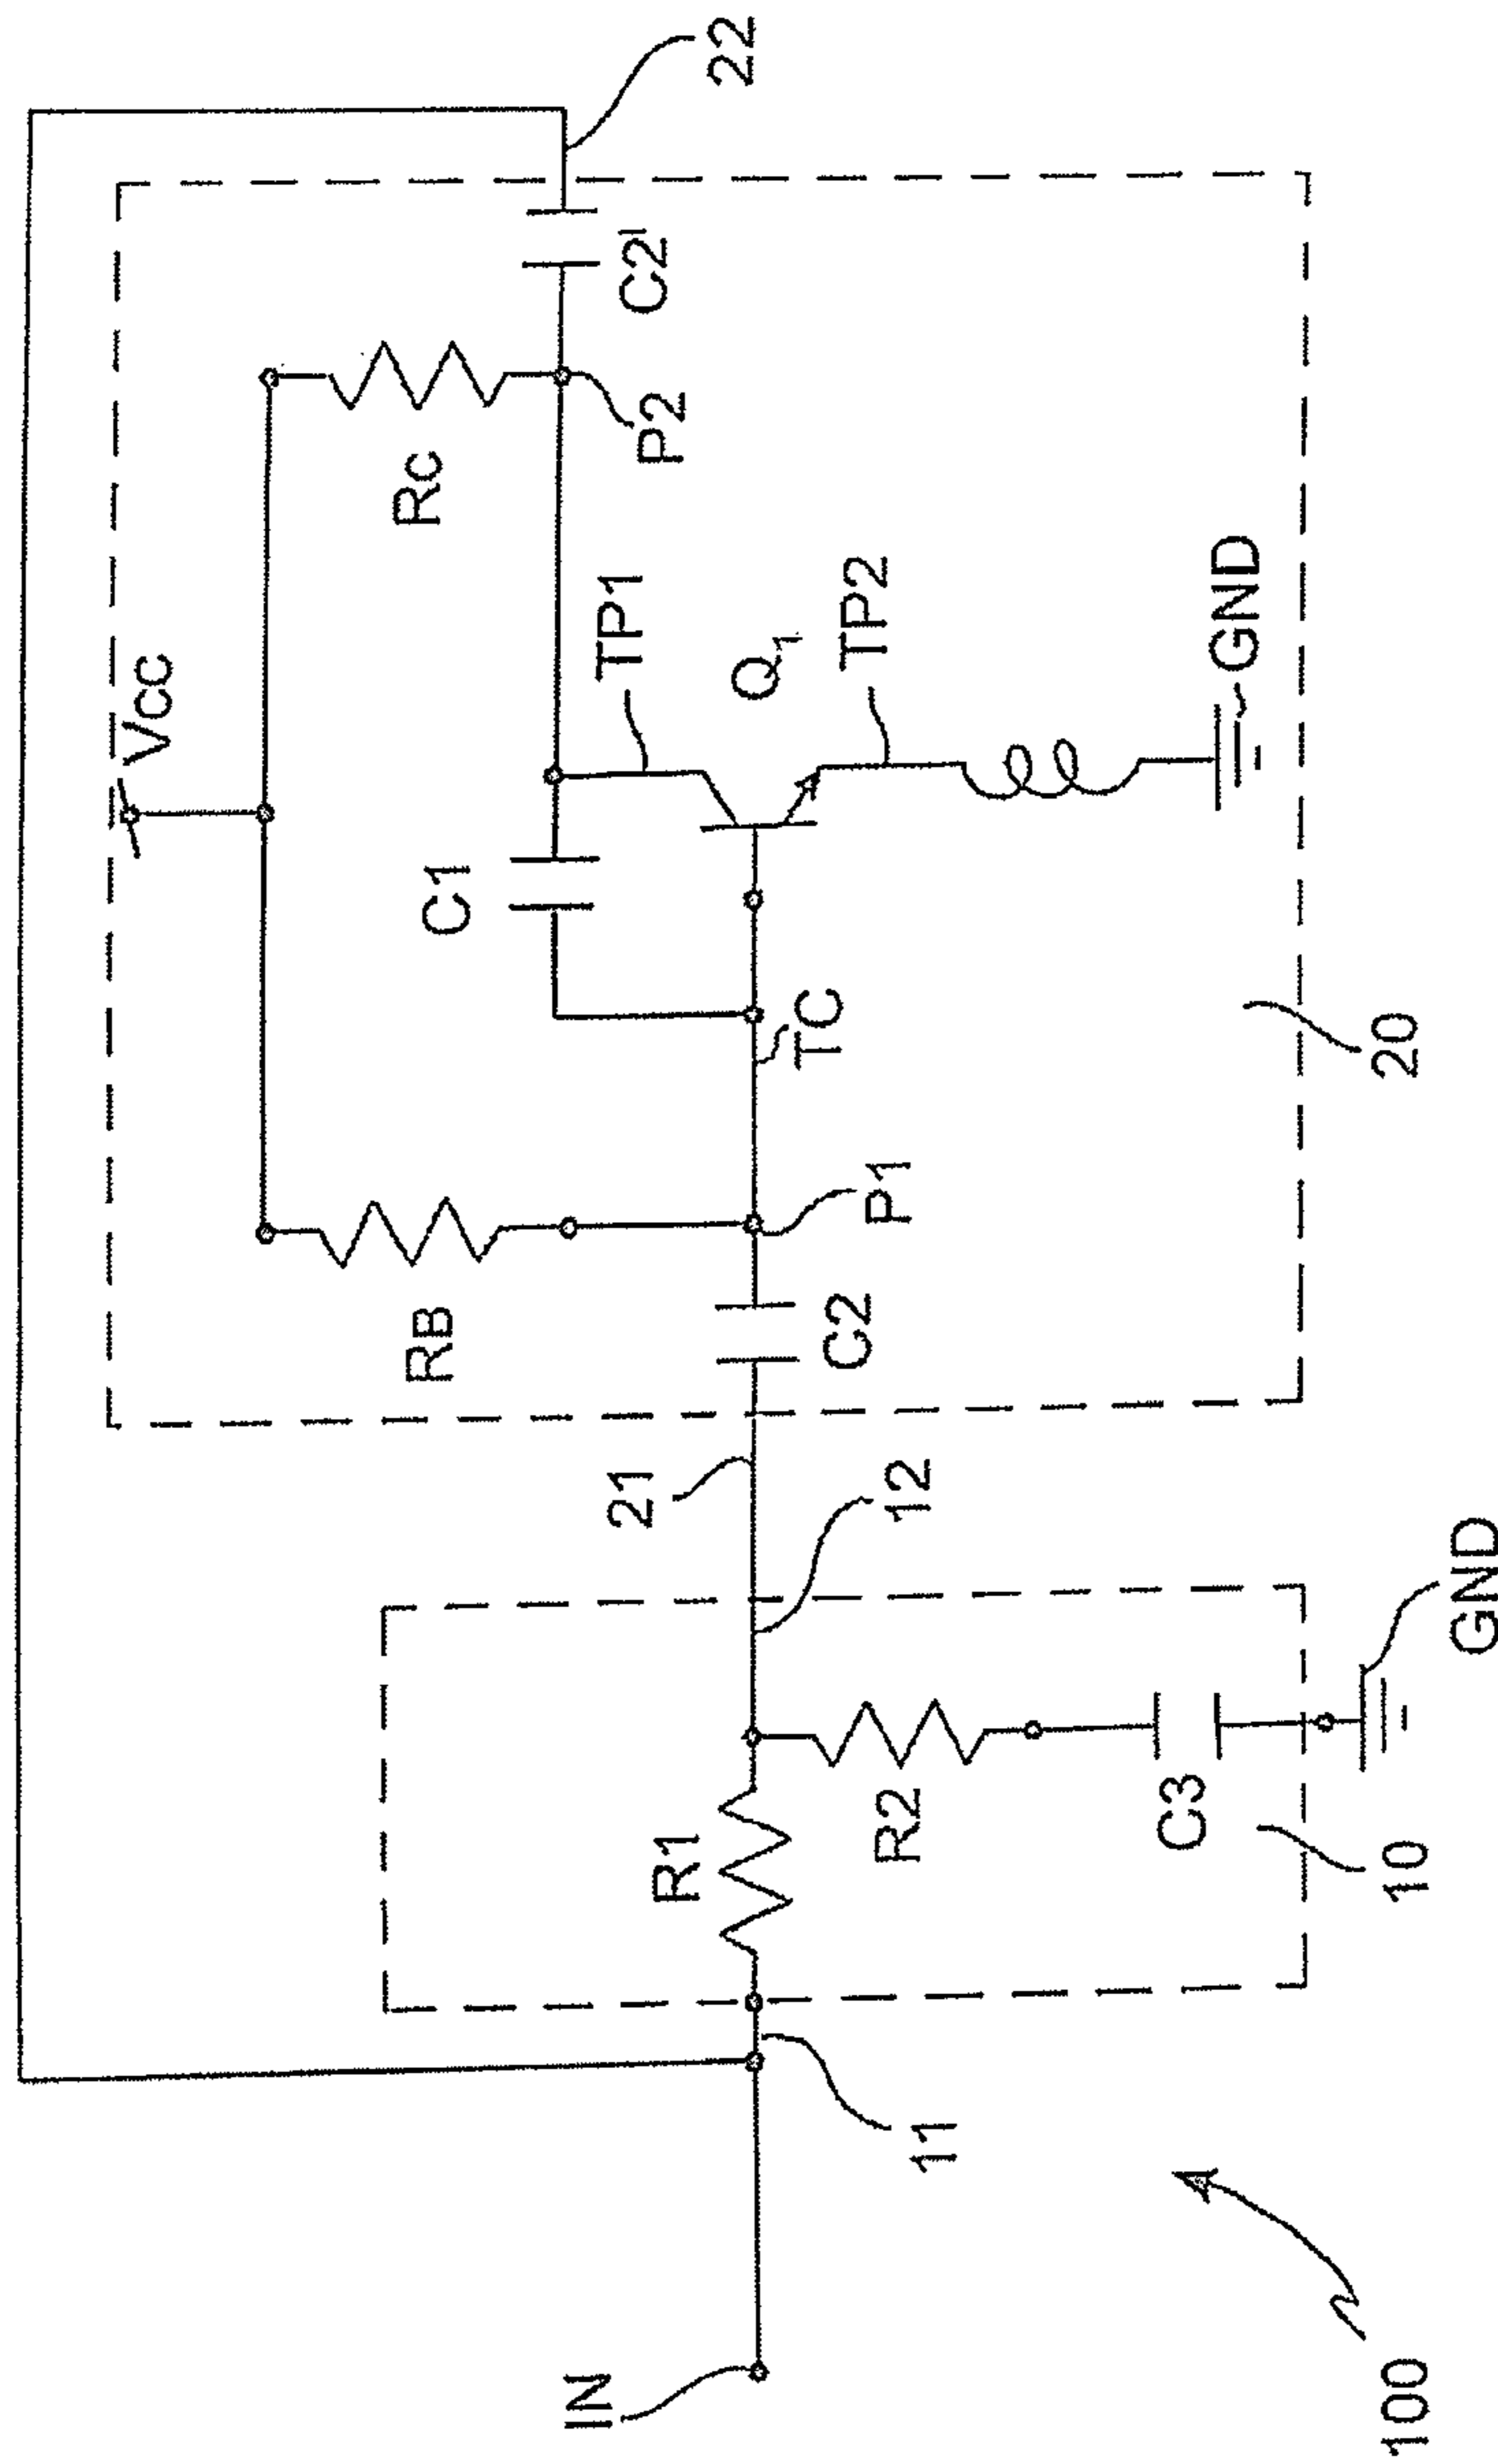 22
Vcc
Rc
C2'
P2
C1
TP1
Q1
TP2
GND
RB
TC
P1
C2
20
21
12
R1
R2
C3
GND
10
11
IN
100